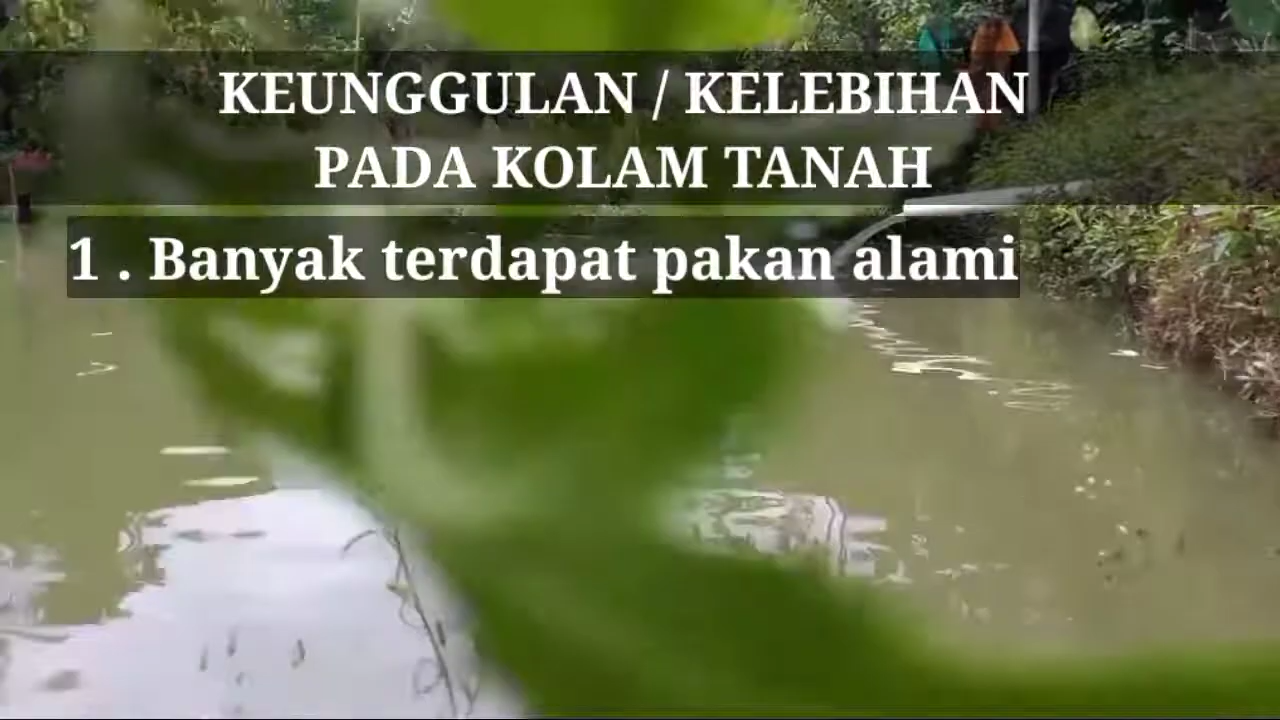 KEUNGGULAN / KELEBIHAN
PADA KOLAM TANAH
1 . Banyak terdapat pakan alami